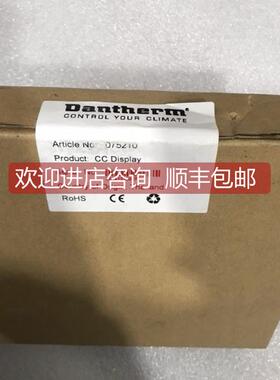 Dantherm®
CONTROL YOUR CLIMATE
Article No: 075210
Product: CC Display
欢迎进店咨询 顺丰包邮!
RoHS CE